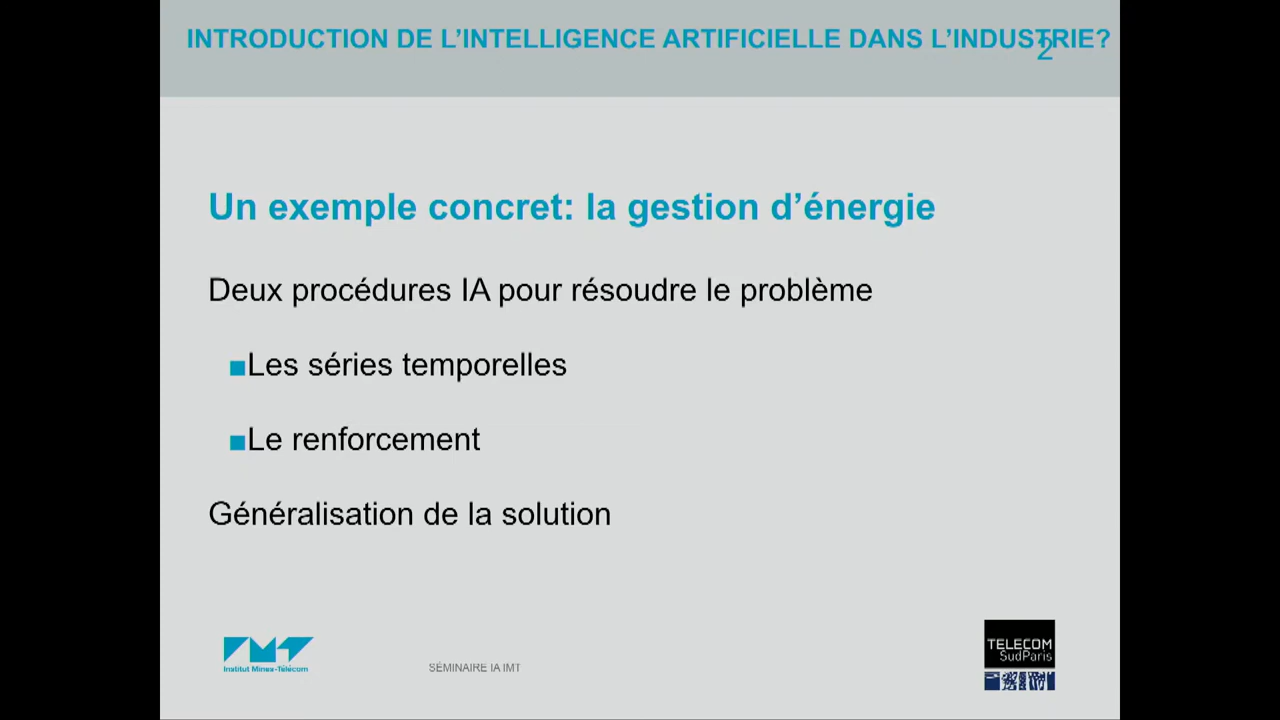 INTRODUCTION DE L’INTELLIGENCE ARTIFICIELLE DANS L’INDUSTRIE?
2
Un exemple concret: la gestion d’énergie
Deux procédures IA pour résoudre le problème
■Les séries temporelles
■Le renforcement
Généralisation de la solution
IMT
Institut Mines-Télécom
SÉMINAIRE IA IMT
TELECOM
SudParis